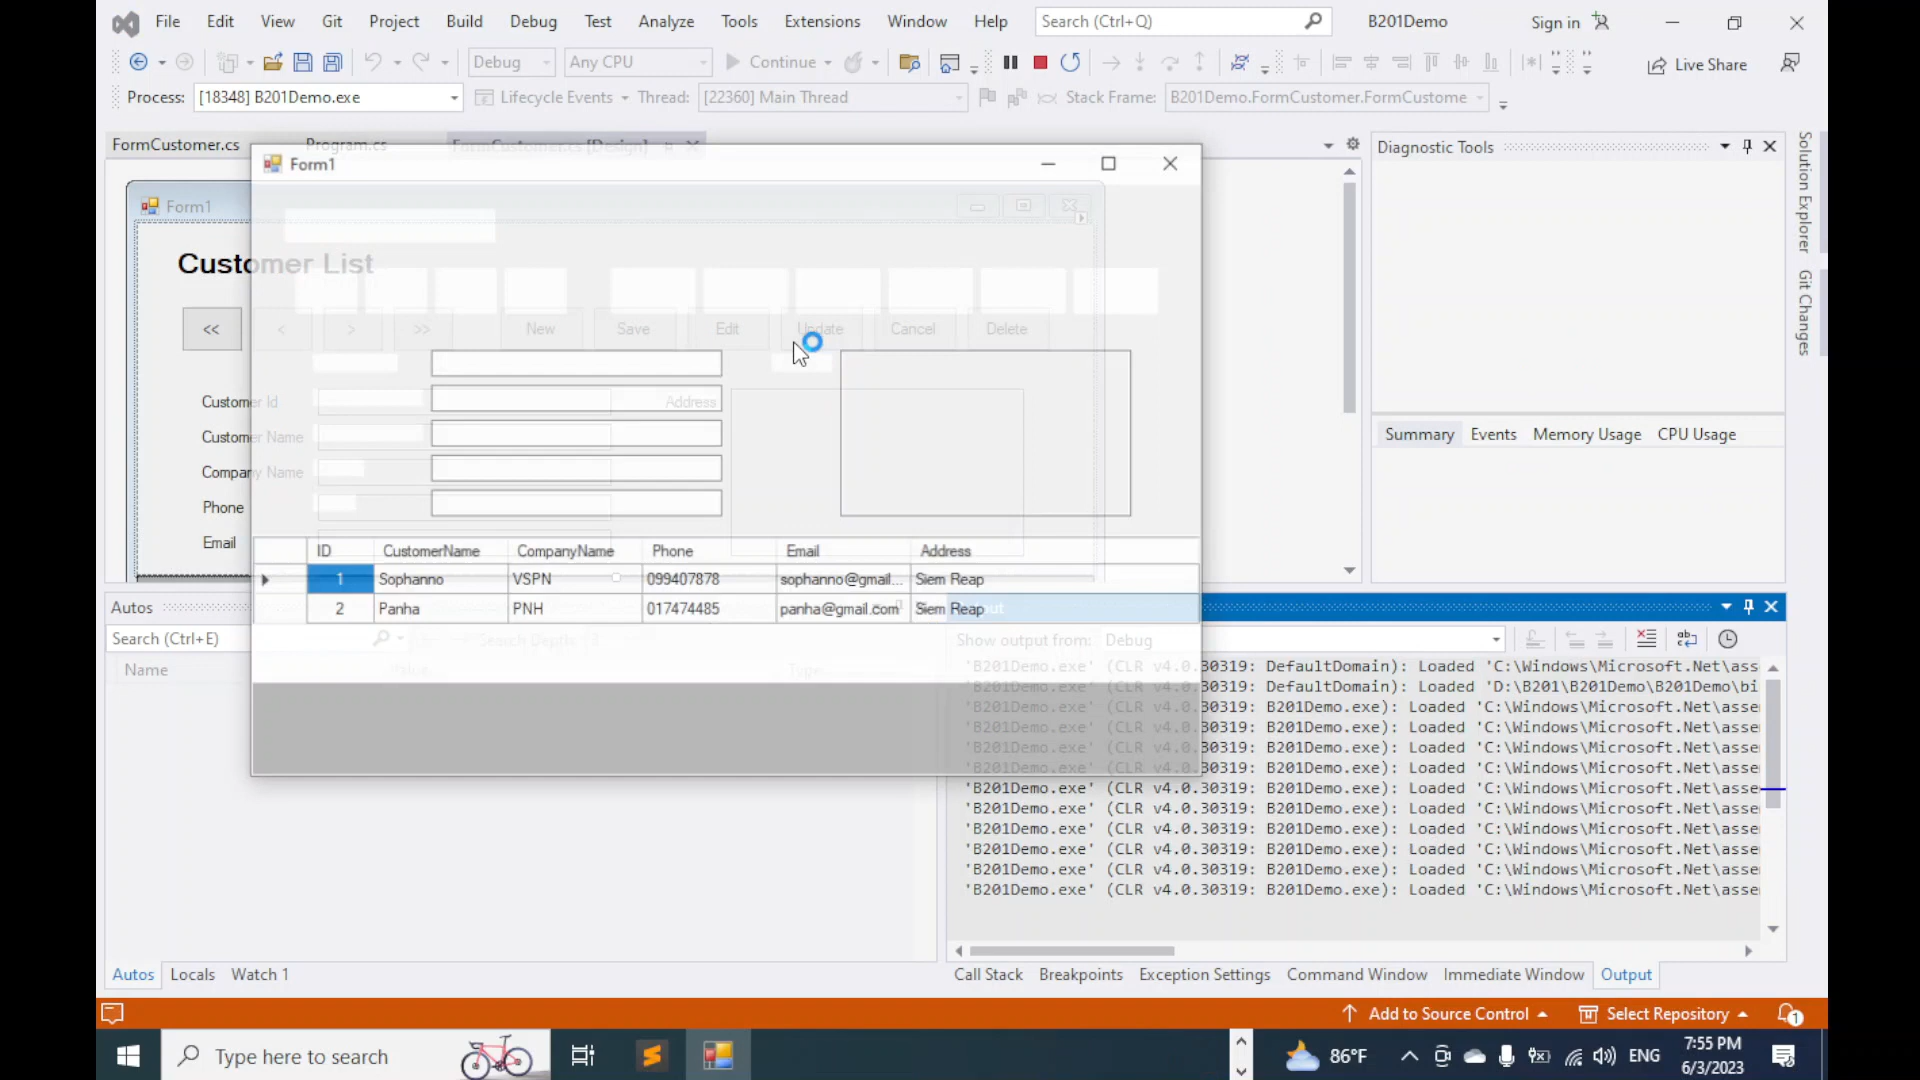 File Edit View Git Project Build Debug Test Analyze Tools Extensions Window Help Search (Ctrl+Q) B201Demo Sign in
Debug Any CPU Continue Live Share
Process: [18348] B201Demo.exe Lifecycle Events Thread: [22360] Main Thread Stack Frame: B201Demo.FormCustomer.FormCustome
FormCustomer.cs Program.cs FormCustomer.cs [Design]
Diagnostic Tools
Solution Explorer
Git Changes
Form1
Form1
Customer List
<< < > >> New Save Edit Update Cancel Delete
Customer Id Address
Customer Name
Company Name
Phone
Email
Summary Events Memory Usage CPU Usage
ID CustomerName CompanyName Phone Email Address
1 Sophanno VSPN 099407878 sophanno@gmail... Siem Reap
2 Panha PNH 017474485 panha@gmail.com Siem Reap
Autos
Search (Ctrl+E) Search Depth: 3
Name Value Type
Show output from: Debug
'B201Demo.exe' (CLR v4.0.30319: DefaultDomain): Loaded 'C:\Windows\Microsoft.Net\asse
'B201Demo.exe' (CLR v4.0.30319: DefaultDomain): Loaded 'D:\B201\B201Demo\B201Demo\bi
'B201Demo.exe' (CLR v4.0.30319: B201Demo.exe): Loaded 'C:\Windows\Microsoft.Net\asse
'B201Demo.exe' (CLR v4.0.30319: B201Demo.exe): Loaded 'C:\Windows\Microsoft.Net\asse
'B201Demo.exe' (CLR v4.0.30319: B201Demo.exe): Loaded 'C:\Windows\Microsoft.Net\asse
'B201Demo.exe' (CLR v4.0.30319: B201Demo.exe): Loaded 'C:\Windows\Microsoft.Net\asse
'B201Demo.exe' (CLR v4.0.30319: B201Demo.exe): Loaded 'C:\Windows\Microsoft.Net\asse
'B201Demo.exe' (CLR v4.0.30319: B201Demo.exe): Loaded 'C:\Windows\Microsoft.Net\asse
'B201Demo.exe' (CLR v4.0.30319: B201Demo.exe): Loaded 'C:\Windows\Microsoft.Net\asse
'B201Demo.exe' (CLR v4.0.30319: B201Demo.exe): Loaded 'C:\Windows\Microsoft.Net\asse
'B201Demo.exe' (CLR v4.0.30319: B201Demo.exe): Loaded 'C:\Windows\Microsoft.Net\asse
'B201Demo.exe' (CLR v4.0.30319: B201Demo.exe): Loaded 'C:\Windows\Microsoft.Net\asse
Autos Locals Watch 1 Call Stack Breakpoints Exception Settings Command Window Immediate Window Output
Add to Source Control Select Repository 1
Type here to search 86°F ENG 7:55 PM
6/3/2023